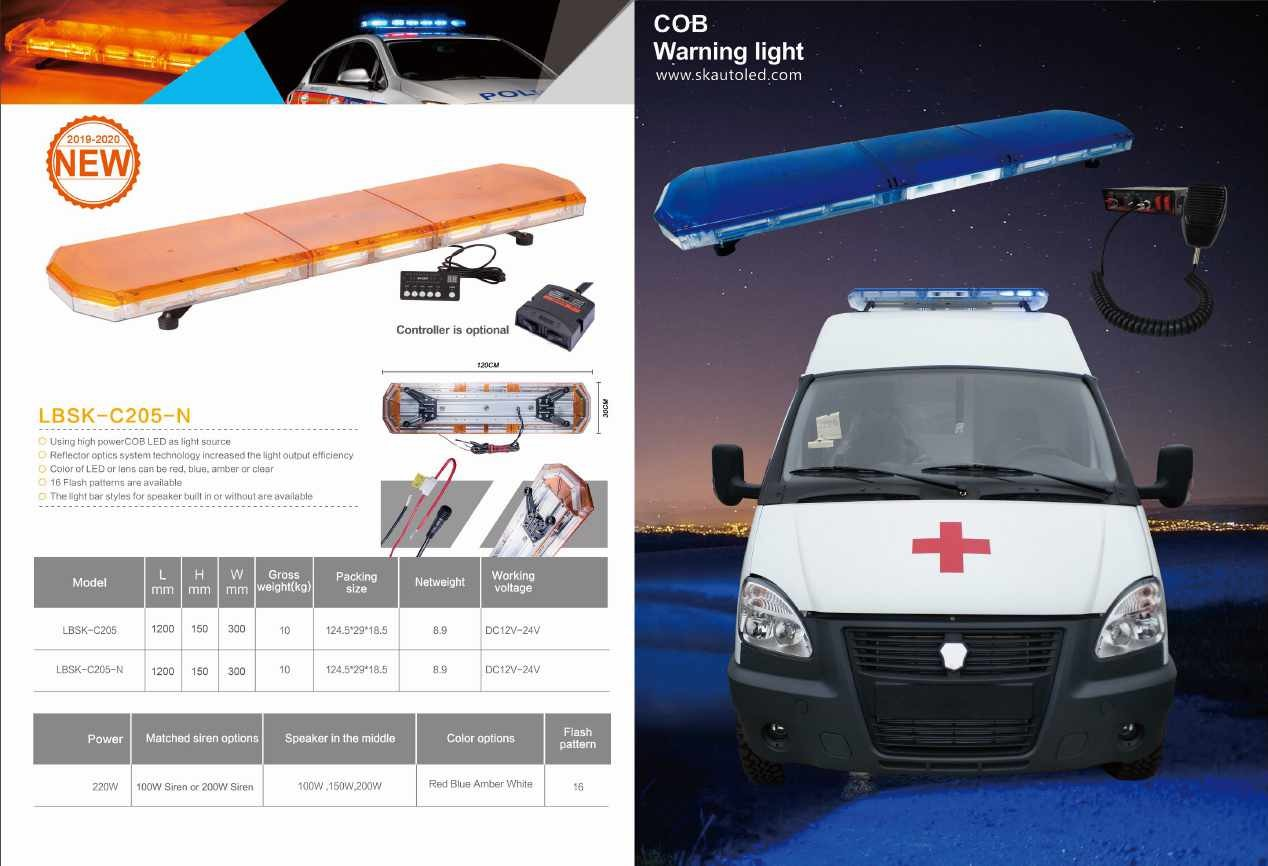 POLI
2019-2020
NEW
Controller is optional
120CM
30CM
LBSK-C205-N
Using high powerCOB LED as light source
Reflector optics system technology increased the light output efficiency
Color of LED or lens can be red, blue, amber or clear
16 Flash patterns are available
The light bar styles for speaker built in or without are available
Model L mm H mm W mm Gross weight(kg) Packing size Netweight Working voltage
LBSK-C205 1200 150 300 10 124.5*29*18.5 8.9 DC12V-24V
LBSK-C205-N 1200 150 300 10 124.5*29*18.5 8.9 DC12V-24V
Power Matched siren options Speaker in the middle Color options Flash pattern
220W 100W Siren or 200W Siren 100W ,150W,200W Red Blue Amber White 16
COB
Warning light
www.skautoled.com